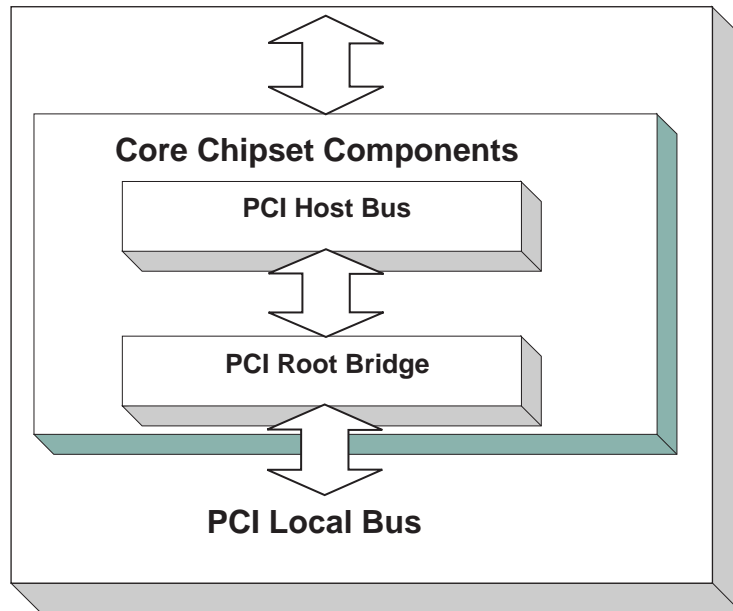 Core Chipset Components
PCI Host Bus
PCI Root Bridge
PCI Local Bus